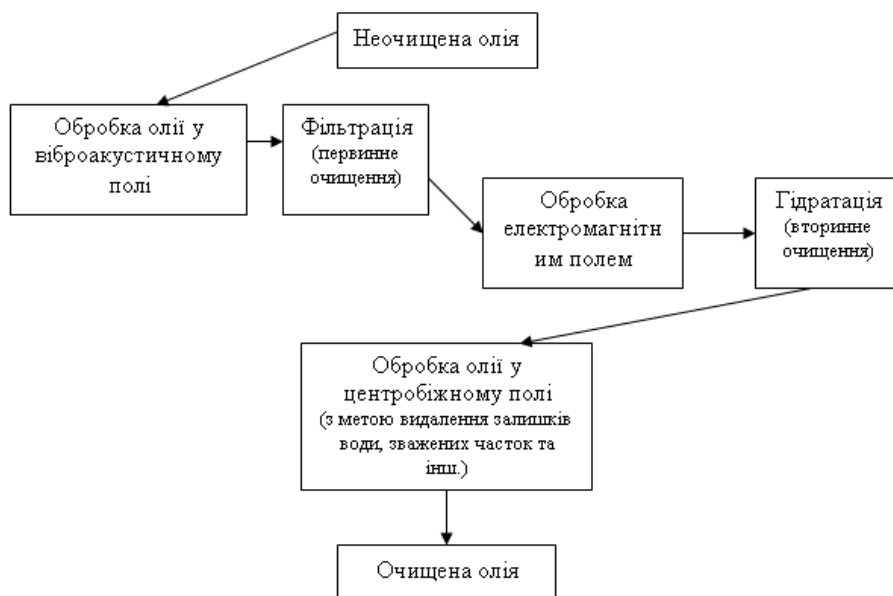 Неочищена олія
Обробка олії у
віброакустичному
полі
Фільтрація
(первинне
очищення)
Обробка
електромагнітн
им полем
Гідратація
(вторинне
очищення)
Обробка олії у
центробіжному полі
(з метою видалення залишків
води, зважених часток та
інш.)
Очищена олія